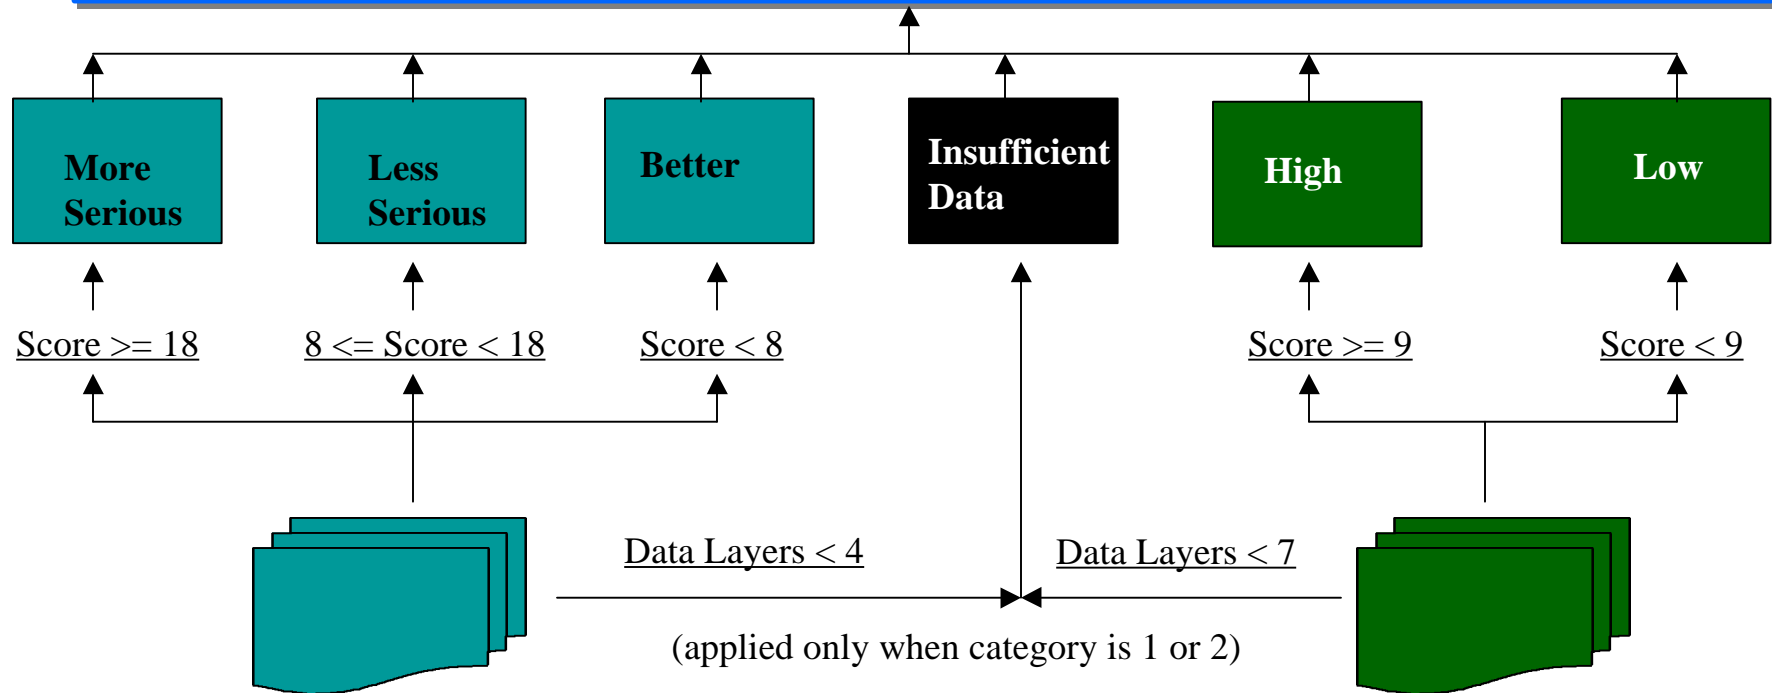 More
Serious
Less
Serious
Better
Insufficient
Data
High
Low
Score >= 18
8 <= Score < 18
Score < 8
Score >= 9
Score < 9
Data Layers < 4
Data Layers < 7
(applied only when category is 1 or 2)